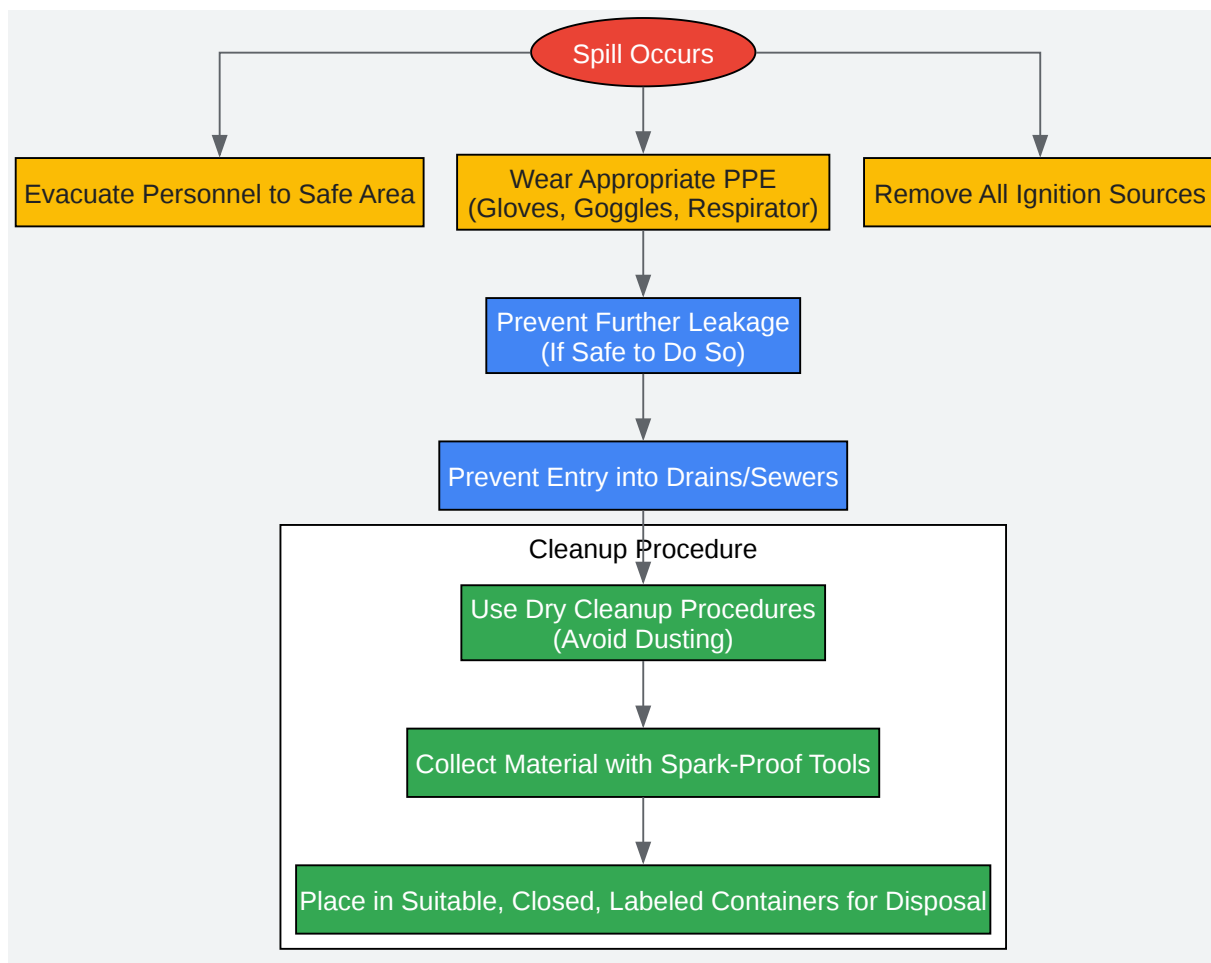 Spill Occurs
Evacuate Personnel to Safe Area
Wear Appropriate PPE
(Gloves, Goggles, Respirator)
Remove All Ignition Sources
Prevent Further Leakage
(If Safe to Do So)
Prevent Entry into Drains/Sewers
Cleanup Procedure
Use Dry Cleanup Procedures
(Avoid Dusting)
Collect Material with Spark-Proof Tools
Place in Suitable, Closed, Labeled Containers for Disposal